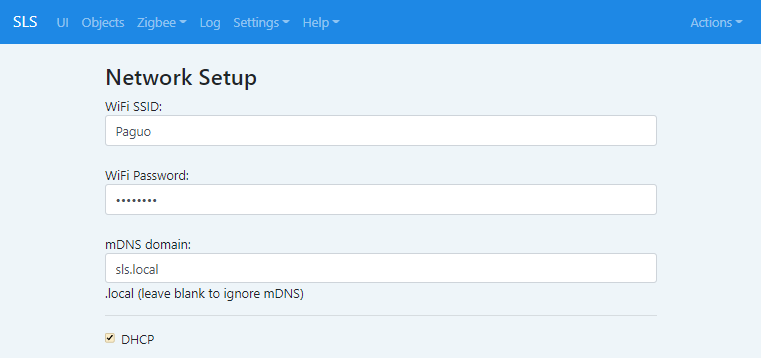 SLS UI Objects Zigbee Log Settings Help Actions
Network Setup
WiFi SSID:
Paguo
WiFi Password:
••••••••
mDNS domain:
sls.local
.local (leave blank to ignore mDNS)
DHCP